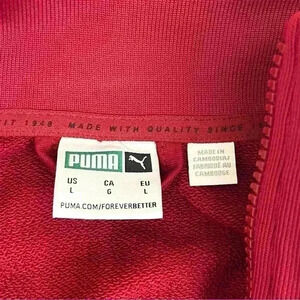 IT 1948 MADE WITH QUALITY SINCE 1
PUMA
US CA EU
L G L
PUMA.COM/FOREVERBETTER
MADE IN
CAMBODIA/
FABRIQUÉ AU
CAMBODGE